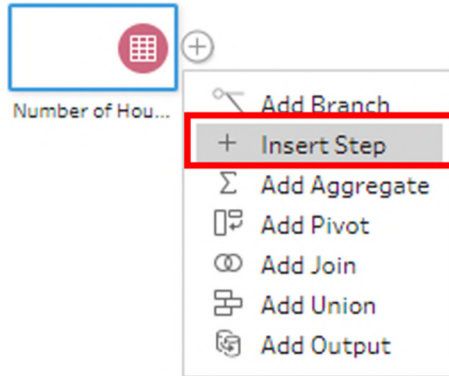 Number of Hou...
Add Branch
Insert Step
Add Aggregate
Add Pivot
Add Join
Add Union
Add Output